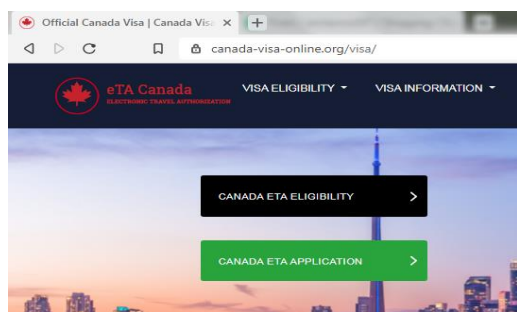 Official Canada Visa | Canada Vis
canada-visa-online.org/visa/
eTA Canada
ELECTRONIC TRAVEL AUTHORIZATION
VISA ELIGIBILITY
VISA INFORMATION
CANADA ETA ELIGIBILITY
CANADA ETA APPLICATION